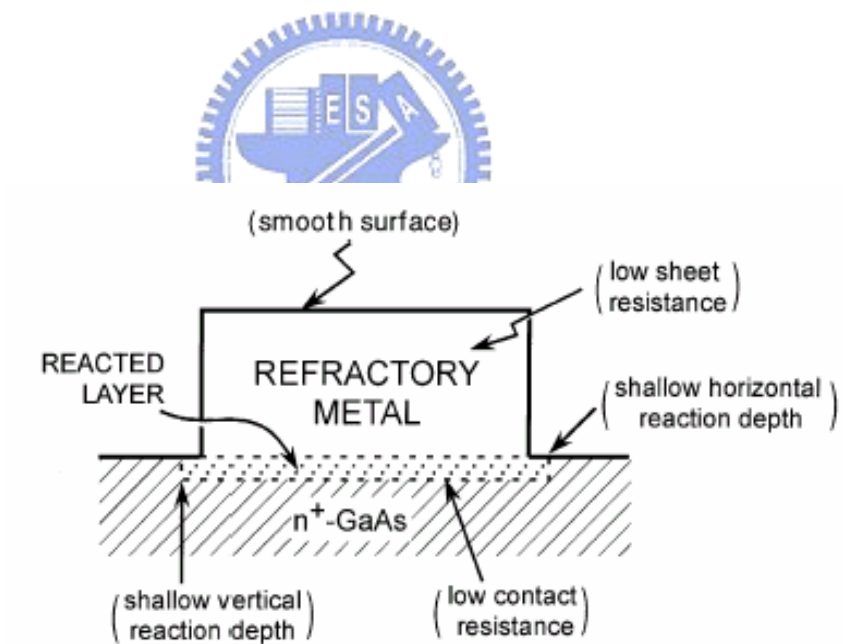 E S A
(smooth surface)
(low sheet
resistance)
REACTED
LAYER
REFRACTORY
METAL
(shallow horizontal
reaction depth)
n⁺-GaAs
(shallow vertical
reaction depth)
(low contact
resistance)